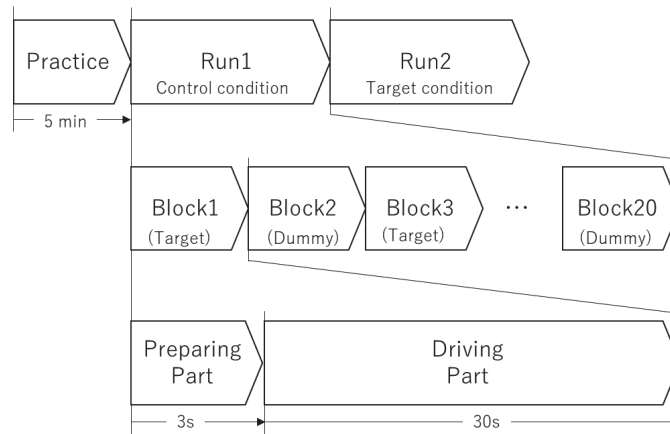 Practice
Run1
Control condition
Run2
Target condition
5 min
Block1
(Target)
Block2
(Dummy)
Block3
(Target)
…
Block20
(Dummy)
Preparing
Part
Driving
Part
3s
30s